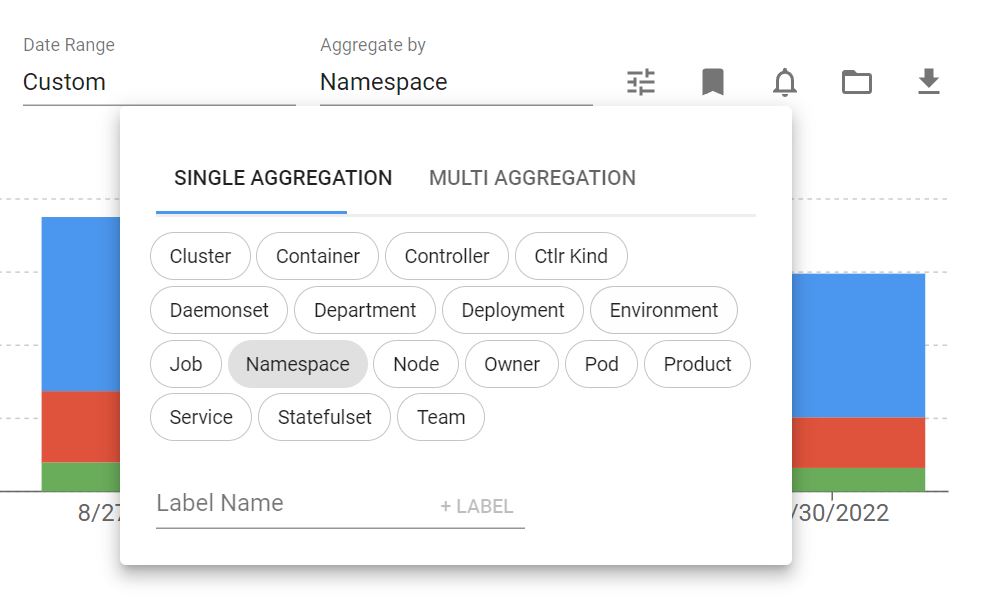 Date Range
Aggregate by
Custom
Namespace
SINGLE AGGREGATION
MULTI AGGREGATION
Cluster
Container
Controller
Ctlr Kind
Daemonset
Department
Deployment
Environment
Job
Namespace
Node
Owner
Pod
Product
Service
Statefulset
Team
Label Name
+ LABEL
8/27
/30/2022